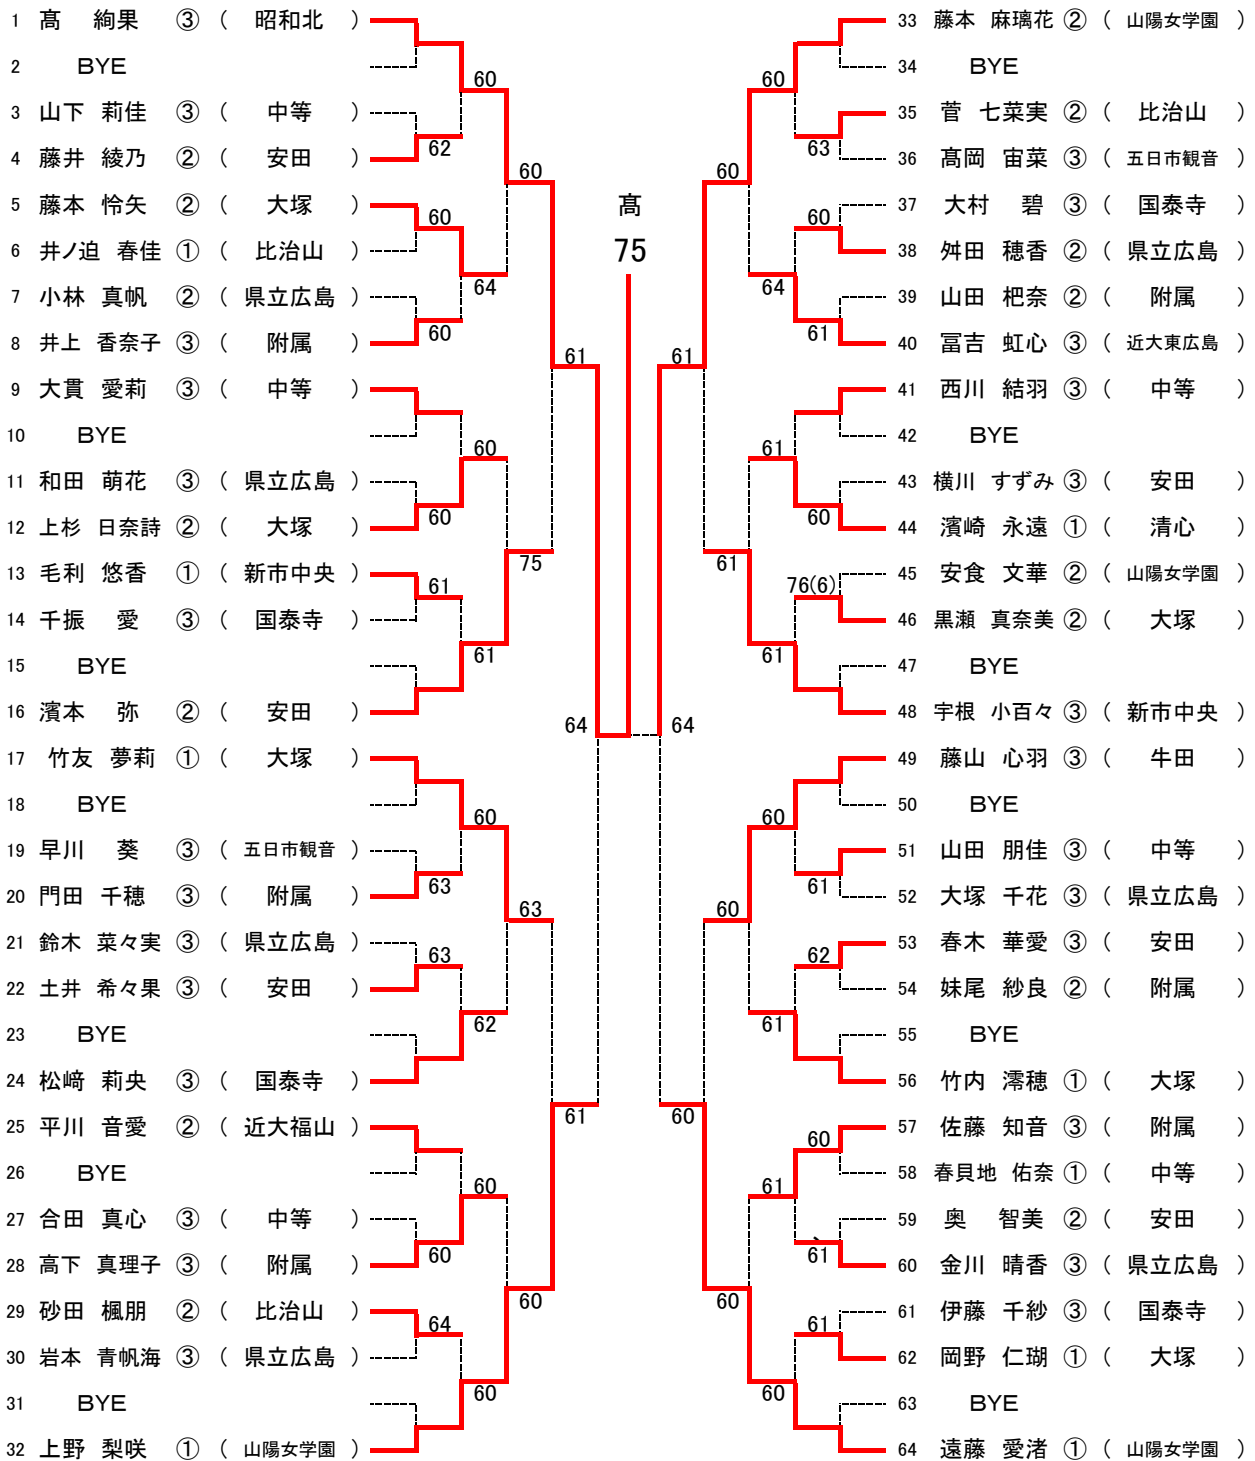 1 髙 絢果 ③ ( 昭和北 )
2 BYE
60
3 山下 莉佳 ③ ( 中等 )
62
4 藤井 綾乃 ② ( 安田 )
60
5 藤本 怜矢 ② ( 大塚 )
60
6 井ノ迫 春佳 ① ( 比治山 )
64
7 小林 真帆 ② ( 県立広島 )
60
8 井上 香奈子 ③ ( 附属 )
61
9 大貫 愛莉 ③ ( 中等 )
10 BYE
60
11 和田 萌花 ③ ( 県立広島 )
60
12 上杉 日奈詩 ② ( 大塚 )
75
13 毛利 悠香 ① ( 新市中央 )
61
14 千振 愛 ③ ( 国泰寺 )
61
15 BYE
16 濱本 弥 ② ( 安田 )
64
17 竹友 夢莉 ① ( 大塚 )
18 BYE
60
19 早川 葵 ③ ( 五日市観音 )
63
20 門田 千穂 ③ ( 附属 )
63
21 鈴木 菜々実 ③ ( 県立広島 )
63
22 土井 希々果 ③ ( 安田 )
62
23 BYE
24 松﨑 莉央 ③ ( 国泰寺 )
61
25 平川 音愛 ② ( 近大福山 )
26 BYE
60
27 合田 真心 ③ ( 中等 )
60
28 高下 真理子 ③ ( 附属 )
60
29 砂田 楓朋 ② ( 比治山 )
64
30 岩本 青帆海 ③ ( 県立広島 )
60
31 BYE
32 上野 梨咲 ① ( 山陽女学園 )
髙
75
33 藤本 麻璃花 ② ( 山陽女学園 )
34 BYE
60
35 菅 七菜実 ② ( 比治山 )
63
36 髙岡 宙菜 ③ ( 五日市観音 )
60
37 大村 碧 ③ ( 国泰寺 )
60
38 舛田 穂香 ② ( 県立広島 )
64
39 山田 杷奈 ② ( 附属 )
61
40 冨吉 虹心 ③ ( 近大東広島 )
61
41 西川 結羽 ③ ( 中等 )
42 BYE
61
43 横川 すずみ ③ ( 安田 )
60
44 濱崎 永遠 ① ( 清心 )
61
45 安食 文華 ② ( 山陽女学園 )
76(6)
46 黒瀬 真奈美 ② ( 大塚 )
61
47 BYE
48 宇根 小百々 ③ ( 新市中央 )
64
49 藤山 心羽 ③ ( 牛田 )
50 BYE
60
51 山田 朋佳 ③ ( 中等 )
61
52 大塚 千花 ③ ( 県立広島 )
60
53 春木 華愛 ③ ( 安田 )
62
54 妹尾 紗良 ② ( 附属 )
61
55 BYE
56 竹内 澪穂 ① ( 大塚 )
60
57 佐藤 知音 ③ ( 附属 )
60
58 春貝地 佑奈 ① ( 中等 )
61
59 奥 智美 ② ( 安田 )
61
60 金川 晴香 ③ ( 県立広島 )
60
61 伊藤 千紗 ③ ( 国泰寺 )
61
62 岡野 仁瑚 ① ( 大塚 )
60
63 BYE
64 遠藤 愛渚 ① ( 山陽女学園 )